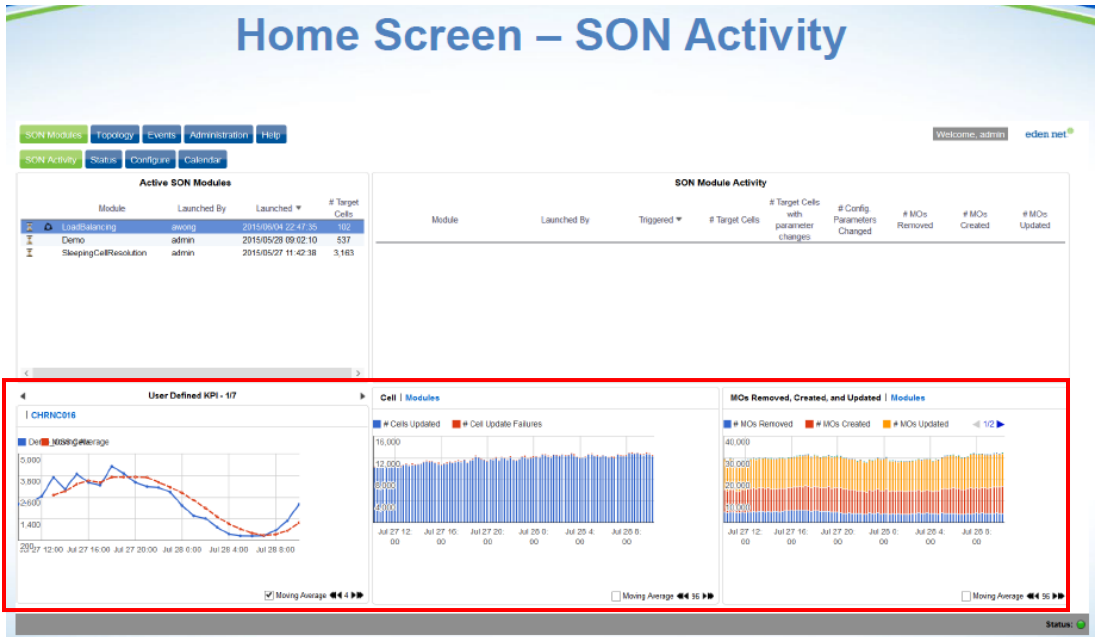 Home Screen – SON Activity
SON Modules Topology Events Administration Help
Welcome, admin eden net
SON Activity Status Configure Calendar
Active SON Modules
Module Launched By Launched # Target Cells
LoadBalancing awong 2015/06/04 22:47:35 102
Demo admin 2015/05/28 09:02:10 537
SleepingCellResolution admin 2015/05/27 11:42:38 3,163
SON Module Activity
Module Launched By Triggered # Target Cells # Target Cells with parameter changes # Config. Parameters Changed # MOs Removed # MOs Created # MOs Updated
User Defined KPI - 1/7
CHRNC016
5,000
3,800
2,600
1,400
200
Jul 27 12:00 Jul 27 16:00 Jul 27 20:00 Jul 28 0:00 Jul 28 4:00 Jul 28 8:00
Moving Average 4
Cell | Modules
# Cells Updated # Cell Update Failures
16,000
12,000
8,000
4,000
Jul 27 12:00 Jul 27 16:00 Jul 27 20:00 Jul 28 0:00 Jul 28 4:00 Jul 28 8:00
Moving Average 96
MOs Removed, Created, and Updated | Modules
# MOs Removed # MOs Created # MOs Updated 1/2
40,000
30,000
20,000
10,000
Jul 27 12:00 Jul 27 16:00 Jul 27 20:00 Jul 28 0:00 Jul 28 4:00 Jul 28 8:00
Moving Average 96
Status: